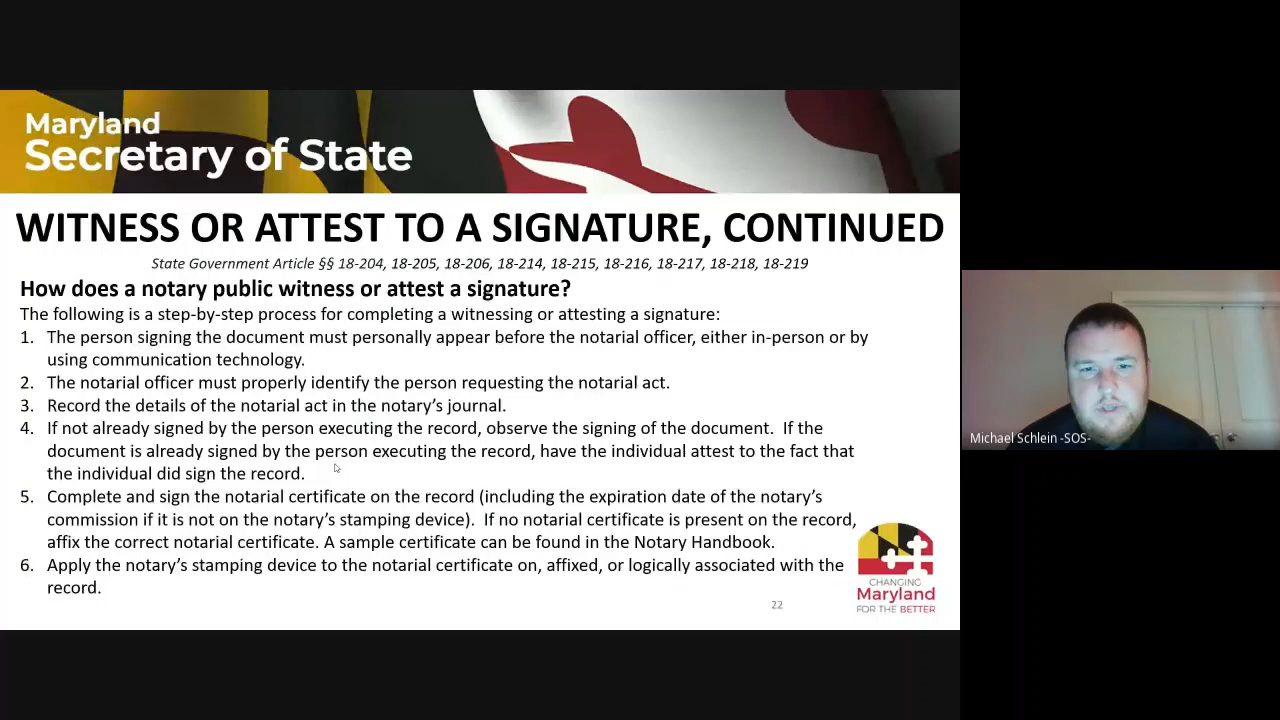 Maryland
Secretary of State
WITNESS OR ATTEST TO A SIGNATURE, CONTINUED
State Government Article §§ 18-204, 18-205, 18-206, 18-214, 18-215, 18-216, 18-217, 18-218, 18-219
How does a notary public witness or attest a signature?
The following is a step-by-step process for completing a witnessing or attesting a signature:
1. The person signing the document must personally appear before the notarial officer, either in-person or by
using communication technology.
2. The notarial officer must properly identify the person requesting the notarial act.
3. Record the details of the notarial act in the notary's journal.
4. If not already signed by the person executing the record, observe the signing of the document.  If the
document is already signed by the person executing the record, have the individual attest to the fact that
the individual did sign the record.
5. Complete and sign the notarial certificate on the record (including the expiration date of the notary's
commission if it is not on the notary's stamping device).  If no notarial certificate is present on the record,
affix the correct notarial certificate. A sample certificate can be found in the Notary Handbook.
6. Apply the notary's stamping device to the notarial certificate on, affixed, or logically associated with the
record.
CHANGING
Maryland
FOR THE BETTER
22
Michael Schlein -SOS-